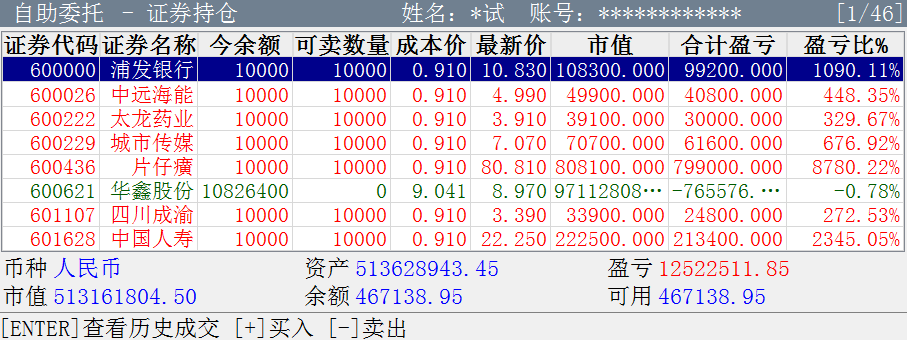 自助委托 - 证券持仓 姓名: *试 账号: ************ [1/46]
证券代码 证券名称 今余额 可卖数量 成本价 最新价 市值 合计盈亏 盈亏比%
600000 浦发银行 10000 10000 0.910 10.830 108300.000 99200.000 1090.11%
600026 中远海能 10000 10000 0.910 4.990 49900.000 40800.000 448.35%
600222 太龙药业 10000 10000 0.910 3.910 39100.000 30000.000 329.67%
600229 城市传媒 10000 10000 0.910 7.070 70700.000 61600.000 676.92%
600436 片仔癀 10000 10000 0.910 80.810 808100.000 799000.000 8780.22%
600621 华鑫股份 10826400 0 9.041 8.970 97112808… -765576.… -0.78%
601107 四川成渝 10000 10000 0.910 3.390 33900.000 24800.000 272.53%
601628 中国人寿 10000 10000 0.910 22.250 222500.000 213400.000 2345.05%
币种 人民币 资产 513628943.45 盈亏 12522511.85
市值 513161804.50 余额 467138.95 可用 467138.95
[ENTER]查看历史成交 [+]买入 [-]卖出